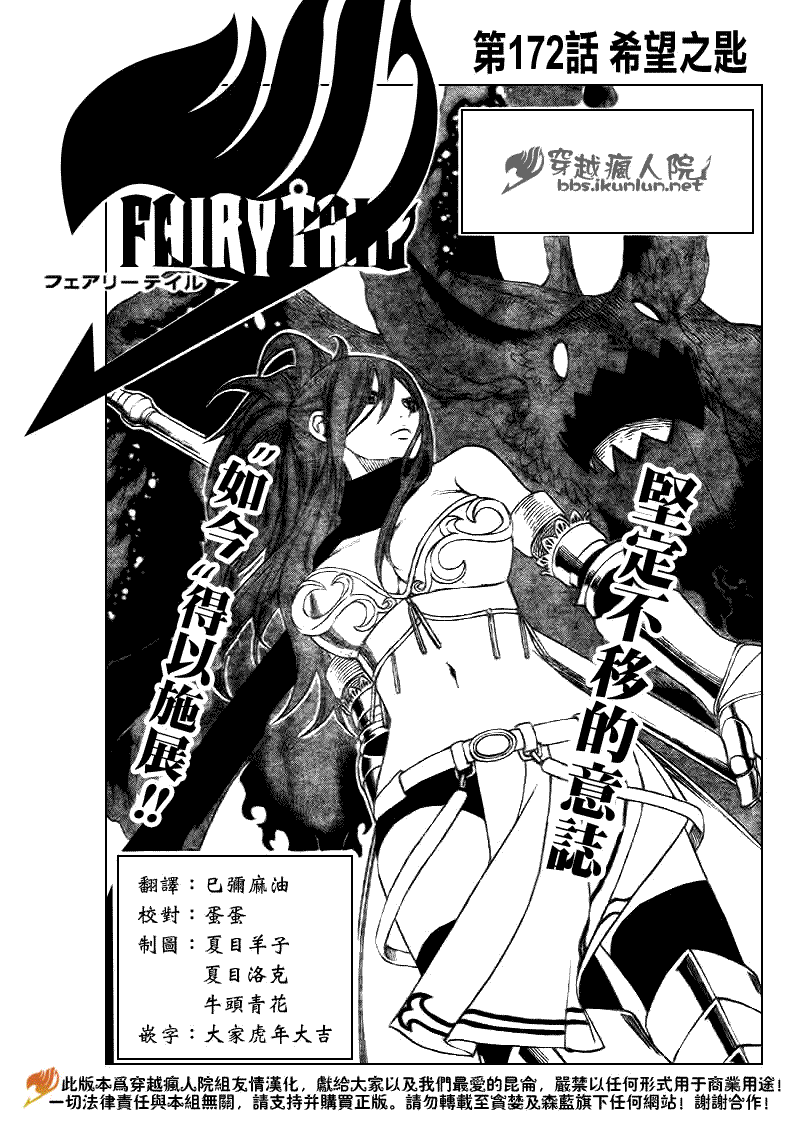 第172話 希望之匙
穿越瘋人院
bbs.ikunlun.net
FAIRY TAIL
フェアリーテイル
堅定不移的意誌
“如今”得以施展!!
翻譯：巳彌麻油
校對：蛋蛋
制圖：夏目羊子
夏目洛克
牛頭青花
嵌字：大家虎年大吉
此版本爲穿越瘋人院組友情漢化，獻給大家以及我們最愛的昆侖，嚴禁以任何形式用于商業用途！
一切法律責任與本組無關，請支持并購買正版。請勿轉載至貪婪及森藍旗下任何網站！謝謝合作！